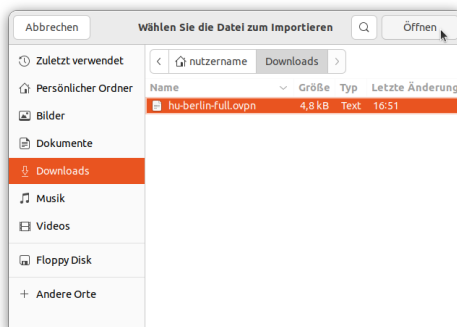 Abbrechen Wählen Sie die Datei zum Importieren Öffnen
Zuletzt verwendet
Persönlicher Ordner
Bilder
Dokumente
Downloads
Musik
Videos
Floppy Disk
Andere Orte
nutzername Downloads
Name Größe Typ Letzte Änderung
hu-berlin-full.ovpn 4,8 kB Text 16:51